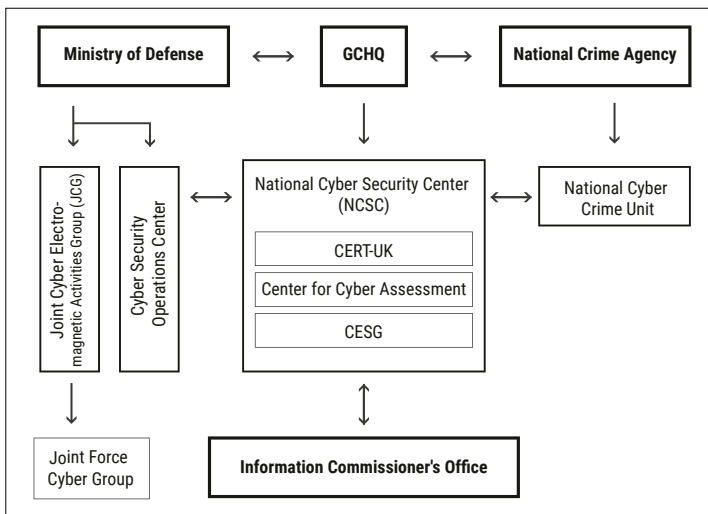 Ministry of Defense
GCHQ
National Crime Agency
Joint Cyber Electro-
magnetic Activities Group (JCG)
Cyber Security
Operations Center
National Cyber Security Center
(NCSC)
CERT-UK
Center for Cyber Assessment
CESG
National Cyber
Crime Unit
Joint Force
Cyber Group
Information Commissioner's Office